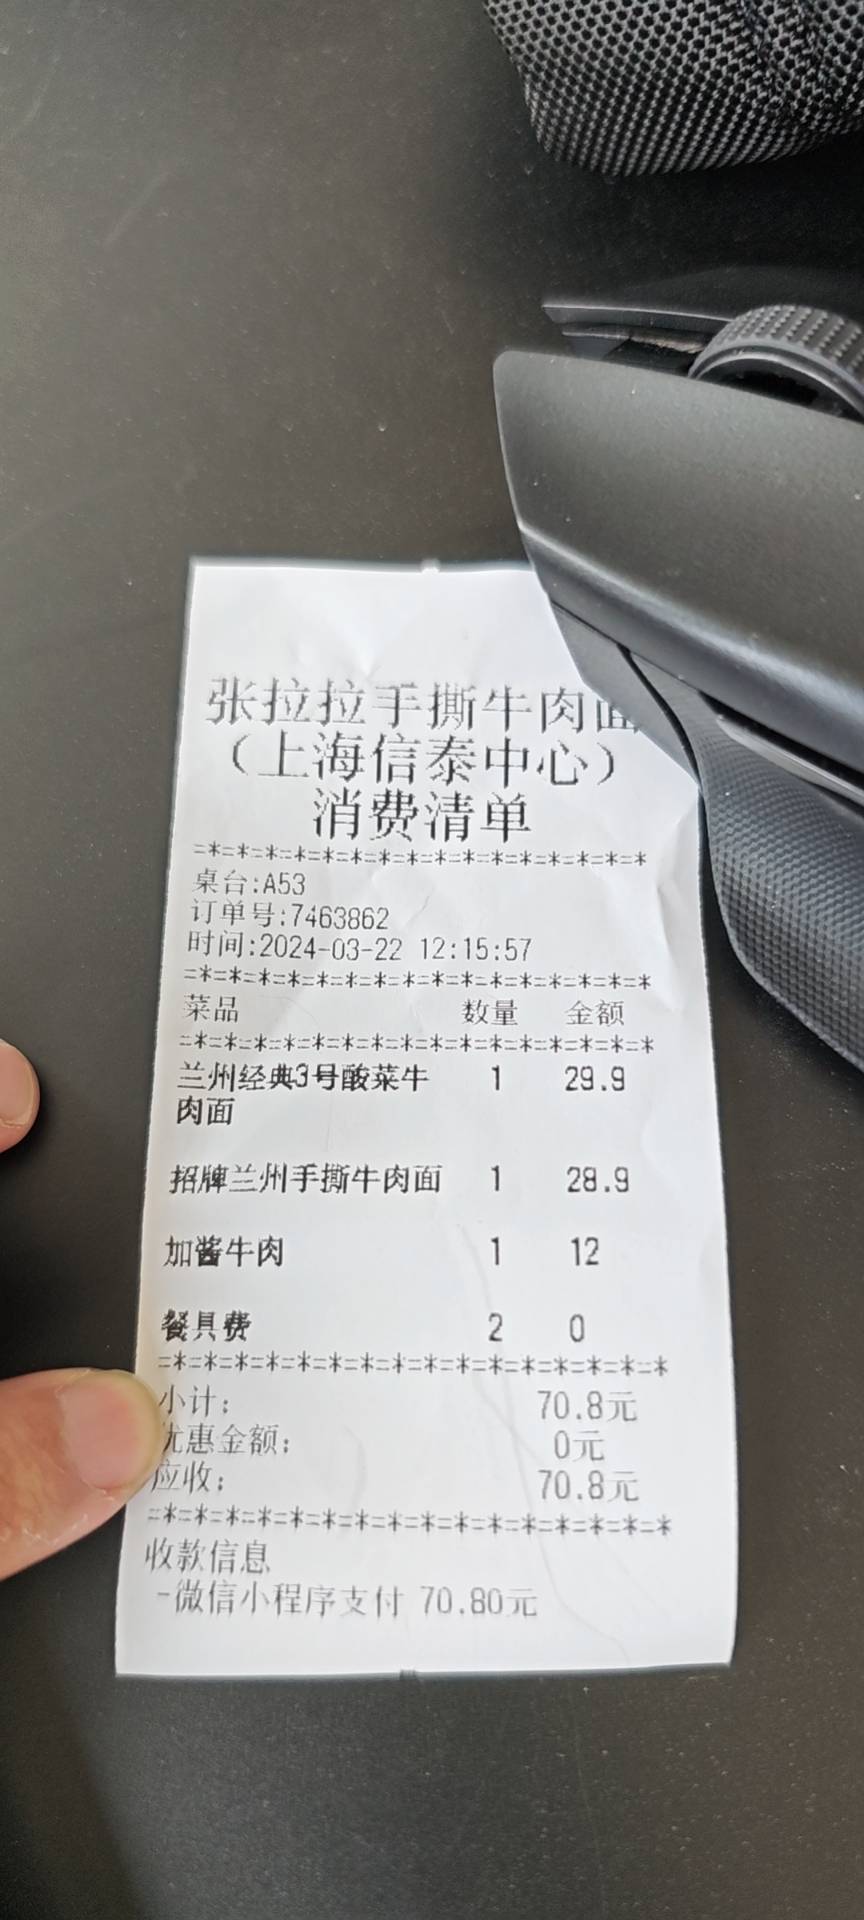 张拉拉手撕牛肉面
（上海信泰中心）
消费清单
=*=*=*=*=*=*=*=*=*=*=*=*=*=*=*=*
桌台:A53
订单号:7463862
时间:2024-03-22 12:15:57
=*=*=*=*=*=*=*=*=*=*=*=*=*=*=*=*
菜品 数量 金额
=*=*=*=*=*=*=*=*=*=*=*=*=*=*=*=*
兰州经典3号酸菜牛 1 29.9
肉面
招牌兰州手撕牛肉面 1 28.9
加酱牛肉 1 12
餐具费 2 0
=*=*=*=*=*=*=*=*=*=*=*=*=*=*=*=*
小计: 70.8元
优惠金额: 0元
应收: 70.8元
=*=*=*=*=*=*=*=*=*=*=*=*=*=*=*=*
收款信息
-微信小程序支付 70.80元